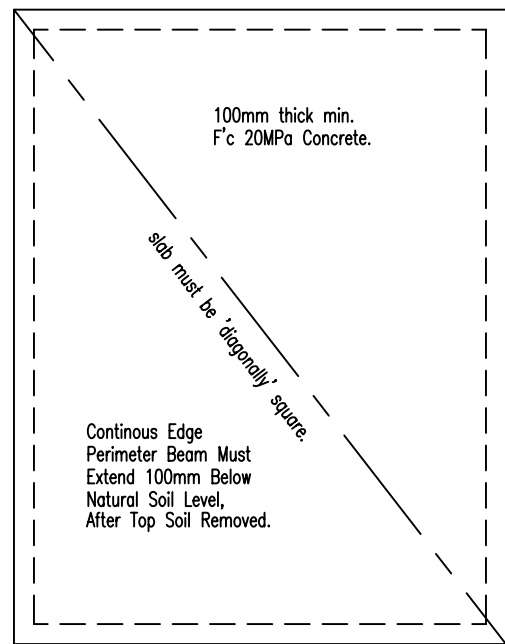 100mm thick min.
F'c 20MPa Concrete.
slab must be 'diagonally' square.
Continous Edge
Perimeter Beam Must
Extend 100mm Below
Natural Soil Level,
After Top Soil Removed.